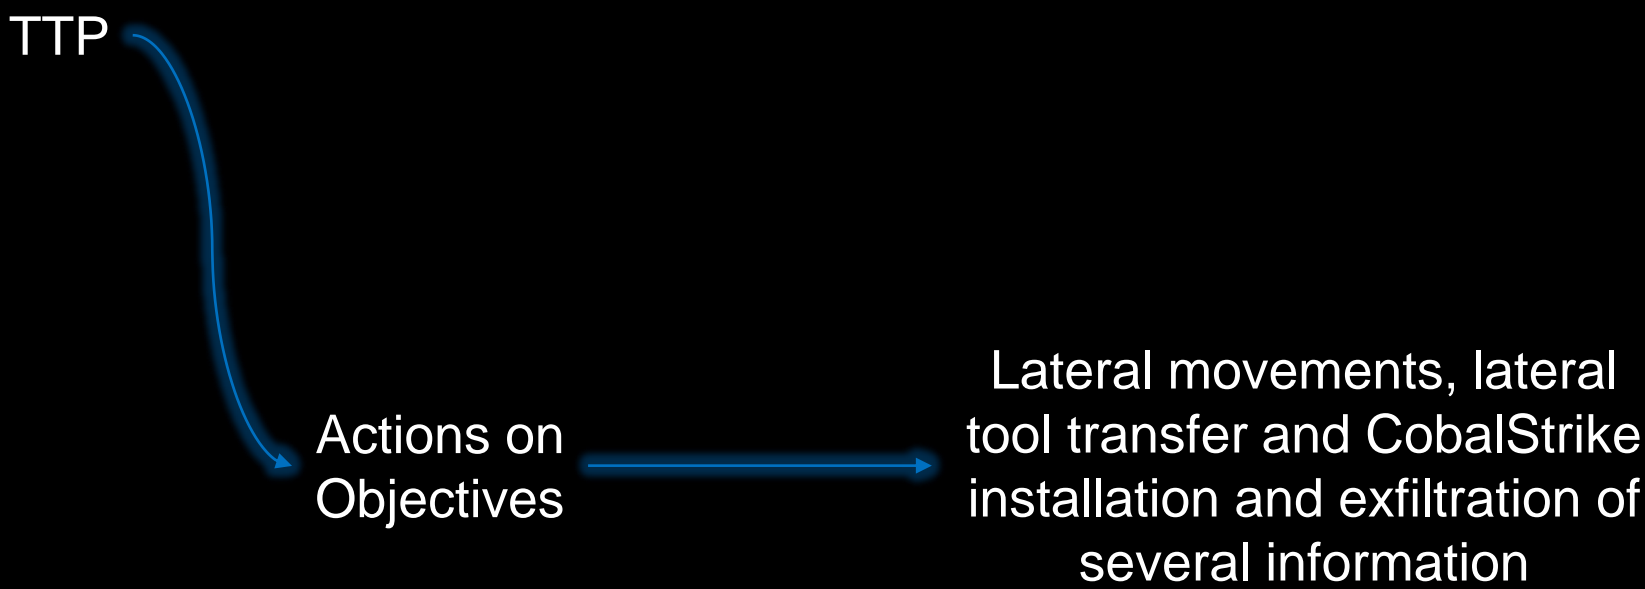 TTP
Actions on
Objectives
Lateral movements, lateral
tool transfer and CobalStrike
installation and exfiltration of
several information